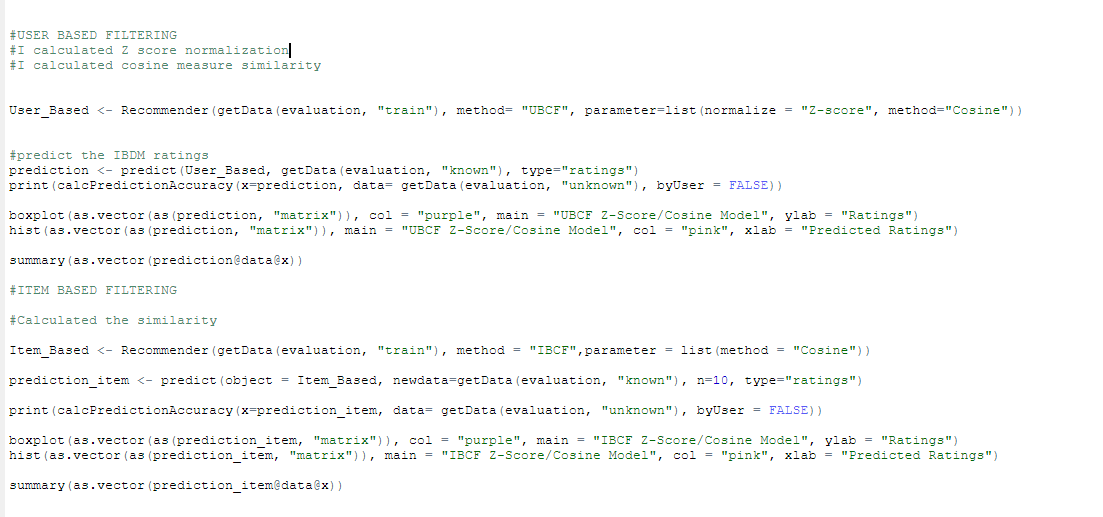 #USER BASED FILTERING
#I calculated Z score normalization
#I calculated cosine measure similarity
User_Based <- Recommender(getData(evaluation, "train"), method= "UBCF", parameter=list(normalize = "Z-score", method="Cosine"))
#predict the IBDM ratings
prediction <- predict(User_Based, getData(evaluation, "known"), type="ratings")
print(calcPredictionAccuracy(x=prediction, data= getData(evaluation, "unknown"), byUser = FALSE))
boxplot(as.vector(as(prediction, "matrix")), col = "purple", main = "UBCF Z-Score/Cosine Model", ylab = "Ratings")
hist(as.vector(as(prediction, "matrix")), main = "UBCF Z-Score/Cosine Model", col = "pink", xlab = "Predicted Ratings")
summary(as.vector(prediction@data@x))
#ITEM BASED FILTERING
#Calculated the similarity
Item_Based <- Recommender(getData(evaluation, "train"), method = "IBCF",parameter = list(method = "Cosine"))
prediction_item <- predict(object = Item_Based, newdata=getData(evaluation, "known"), n=10, type="ratings")
print(calcPredictionAccuracy(x=prediction_item, data= getData(evaluation, "unknown"), byUser = FALSE))
boxplot(as.vector(as(prediction_item, "matrix")), col = "purple", main = "IBCF Z-Score/Cosine Model", ylab = "Ratings")
hist(as.vector(as(prediction_item, "matrix")), main = "IBCF Z-Score/Cosine Model", col = "pink", xlab = "Predicted Ratings")
summary(as.vector(prediction_item@data@x))